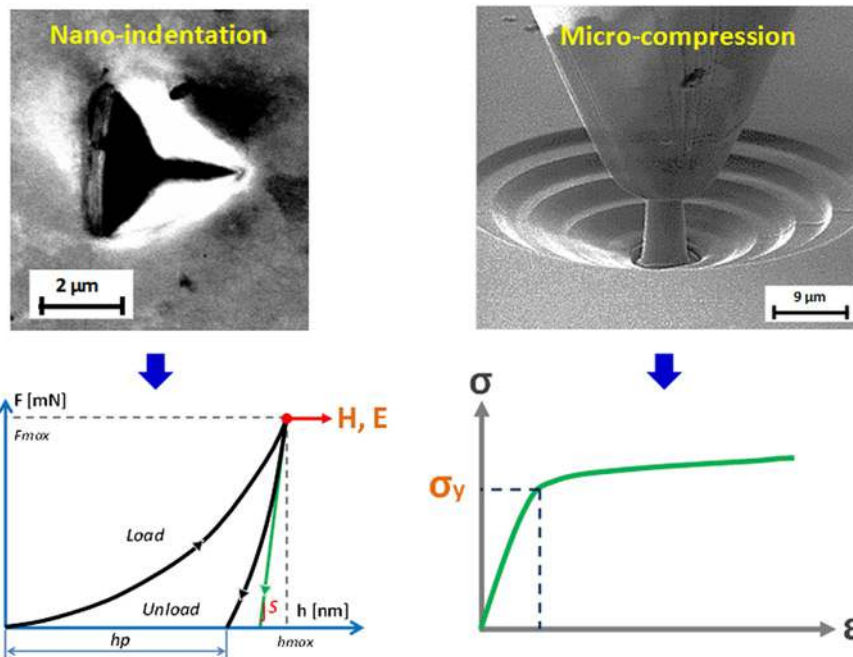 Nano-indentation
Micro-compression
2 µm
9 µm
F [mN]
Fmax
H, E
Load
Unload
S
h [nm]
hp
hmax
σ
σy
ε